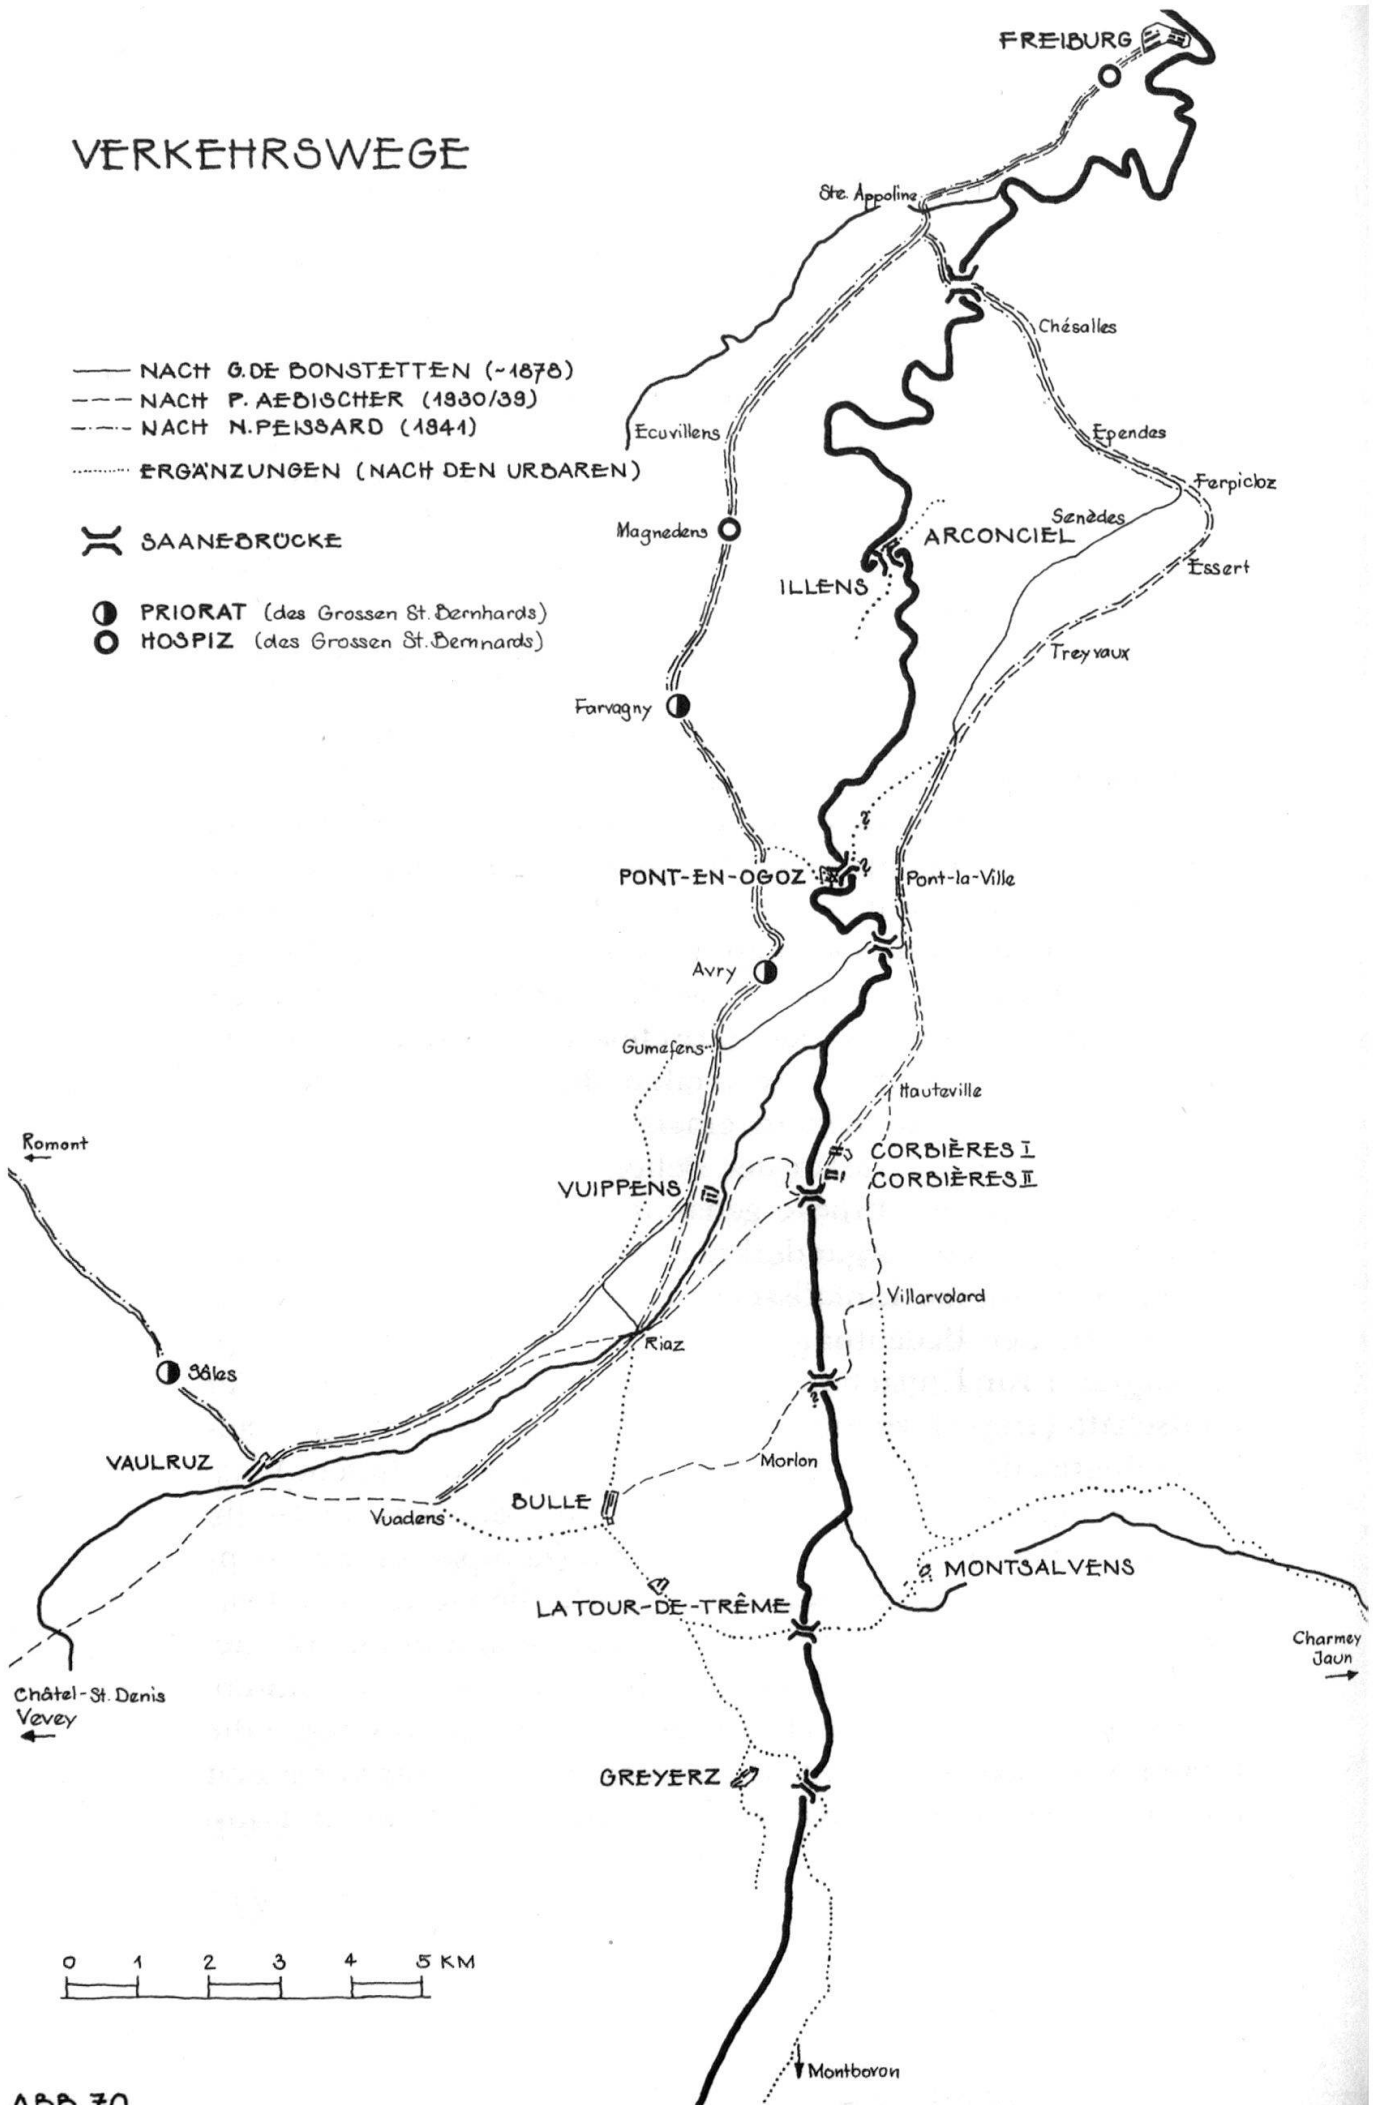 FREIBURG
VERKEHRSWEGE
Ste. Appoline
Chésalles
NACH G. DE BONSTETTEN (~1878)
NACH P. AEBISCHER (1930/39)
NACH N. PEISSARD (1941)
ERGÄNZUNGEN (NACH DEN URBAREN)
Ecuvillens
Ependes
Ferpicloz
Senèdes
SAANEBRÜCKE
Magnedens
ARCONCIEL
ILLENS
Essert
PRIORAT (des Grossen St. Bernhards)
HOSPIZ (des Grossen St. Bernnards)
Treyvaux
Farvagny
?
PONT-EN-OGOZ
?
Pont-la-Ville
Avry
Gumefens
Hauteville
Romont
CORBIÈRES I
CORBIÈRES II
VUIPPENS
Villarvolard
Riaz
Sâles
?
VAULRUZ
Morlon
BULLE
Vuadens
MONTSALVENS
LA TOUR-DE-TRÊME
Charmey
Jaun
Châtel-St. Denis
Vevey
GREYERZ
0 1 2 3 4 5 KM
Montbovon
ABB 70